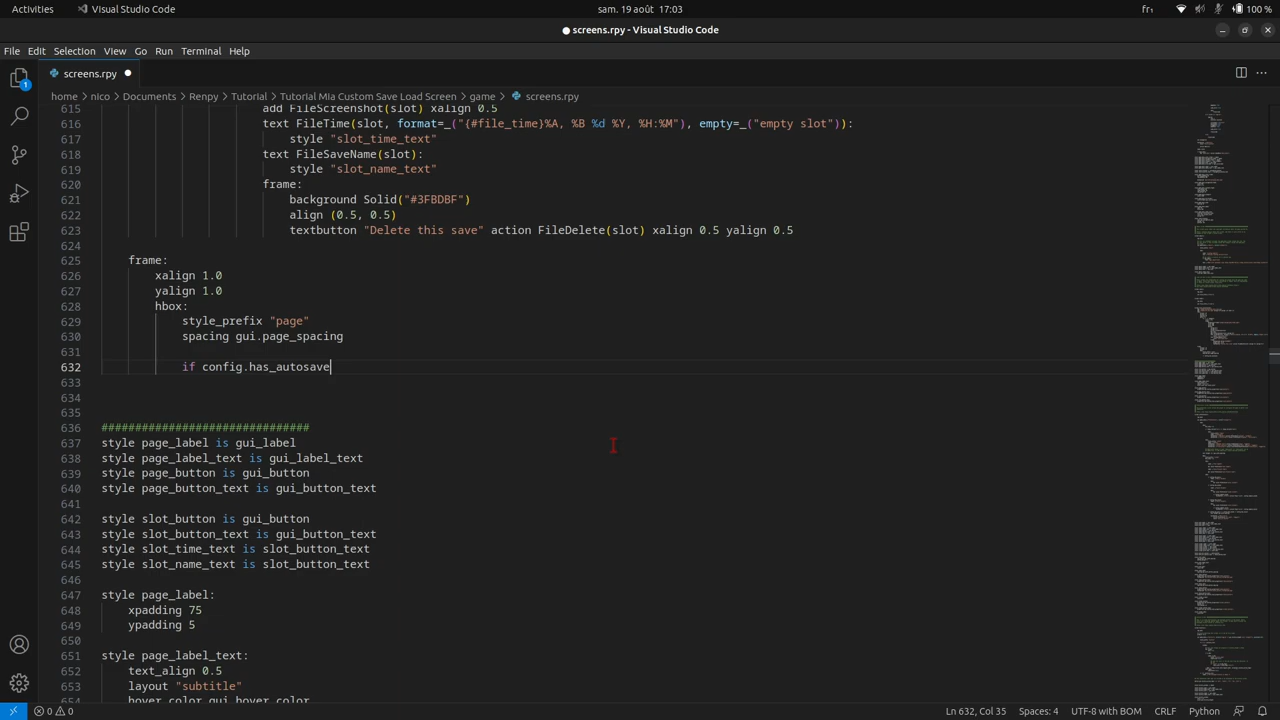 Activities
Visual Studio Code
sam. 19 août 17:03
fr₁
100 %
screens.rpy - Visual Studio Code
File Edit Selection View Go Run Terminal Help
screens.rpy
home > nico > Documents > Renpy > Tutorial > Tutorial MIa Custom Save Load Screen > game > screens.rpy
1
615 add FileScreenshot(slot) xalign 0.5
616 text FileTime(slot, format=_("{#file_time}%A, %B %d %Y, %H:%M"), empty=_("empty slot")):
617 style "slot_time_text"
618 text FileSaveName(slot):
619 style "slot_name_text"
620 frame:
621 background Solid("#3FBDBF")
622 align (0.5, 0.5)
623 textbutton "Delete this save" action FileDelete(slot) xalign 0.5 yalign 0.5
624
625 frame:
626 xalign 1.0
627 yalign 1.0
628 hbox:
629 style_prefix "page"
630 spacing gui.page_spacing
631
632 if config.has_autosave
633
634
635
636 ###############################
637 style page_label is gui_label
638 style page_label_text is gui_label_text
639 style page_button is gui_button
640 style page_button_text is gui_button_text
641
642 style slot_button is gui_button
643 style slot_button_text is gui_button_text
644 style slot_time_text is slot_button_text
645 style slot_name_text is slot_button_text
646
647 style page_label:
648 xpadding 75
649 ypadding 5
650
651 style page_label_text:
652 text_align 0.5
653 layout "subtitle"
654 hover_color gui.hover_color
0 0
Ln 632, Col 35
Spaces: 4
UTF-8 with BOM
CRLF
Python